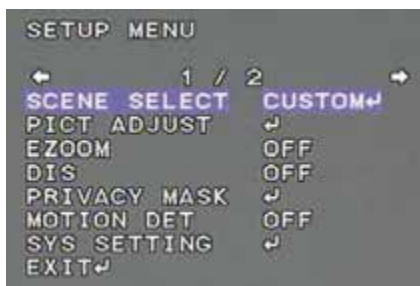 SETUP MENU
← 1 / 2 →
SCENE SELECT CUSTOM↵
PICT ADJUST ↵
EZOOM OFF
DIS OFF
PRIVACY MASK ↵
MOTION DET OFF
SYS SETTING ↵
EXIT↵